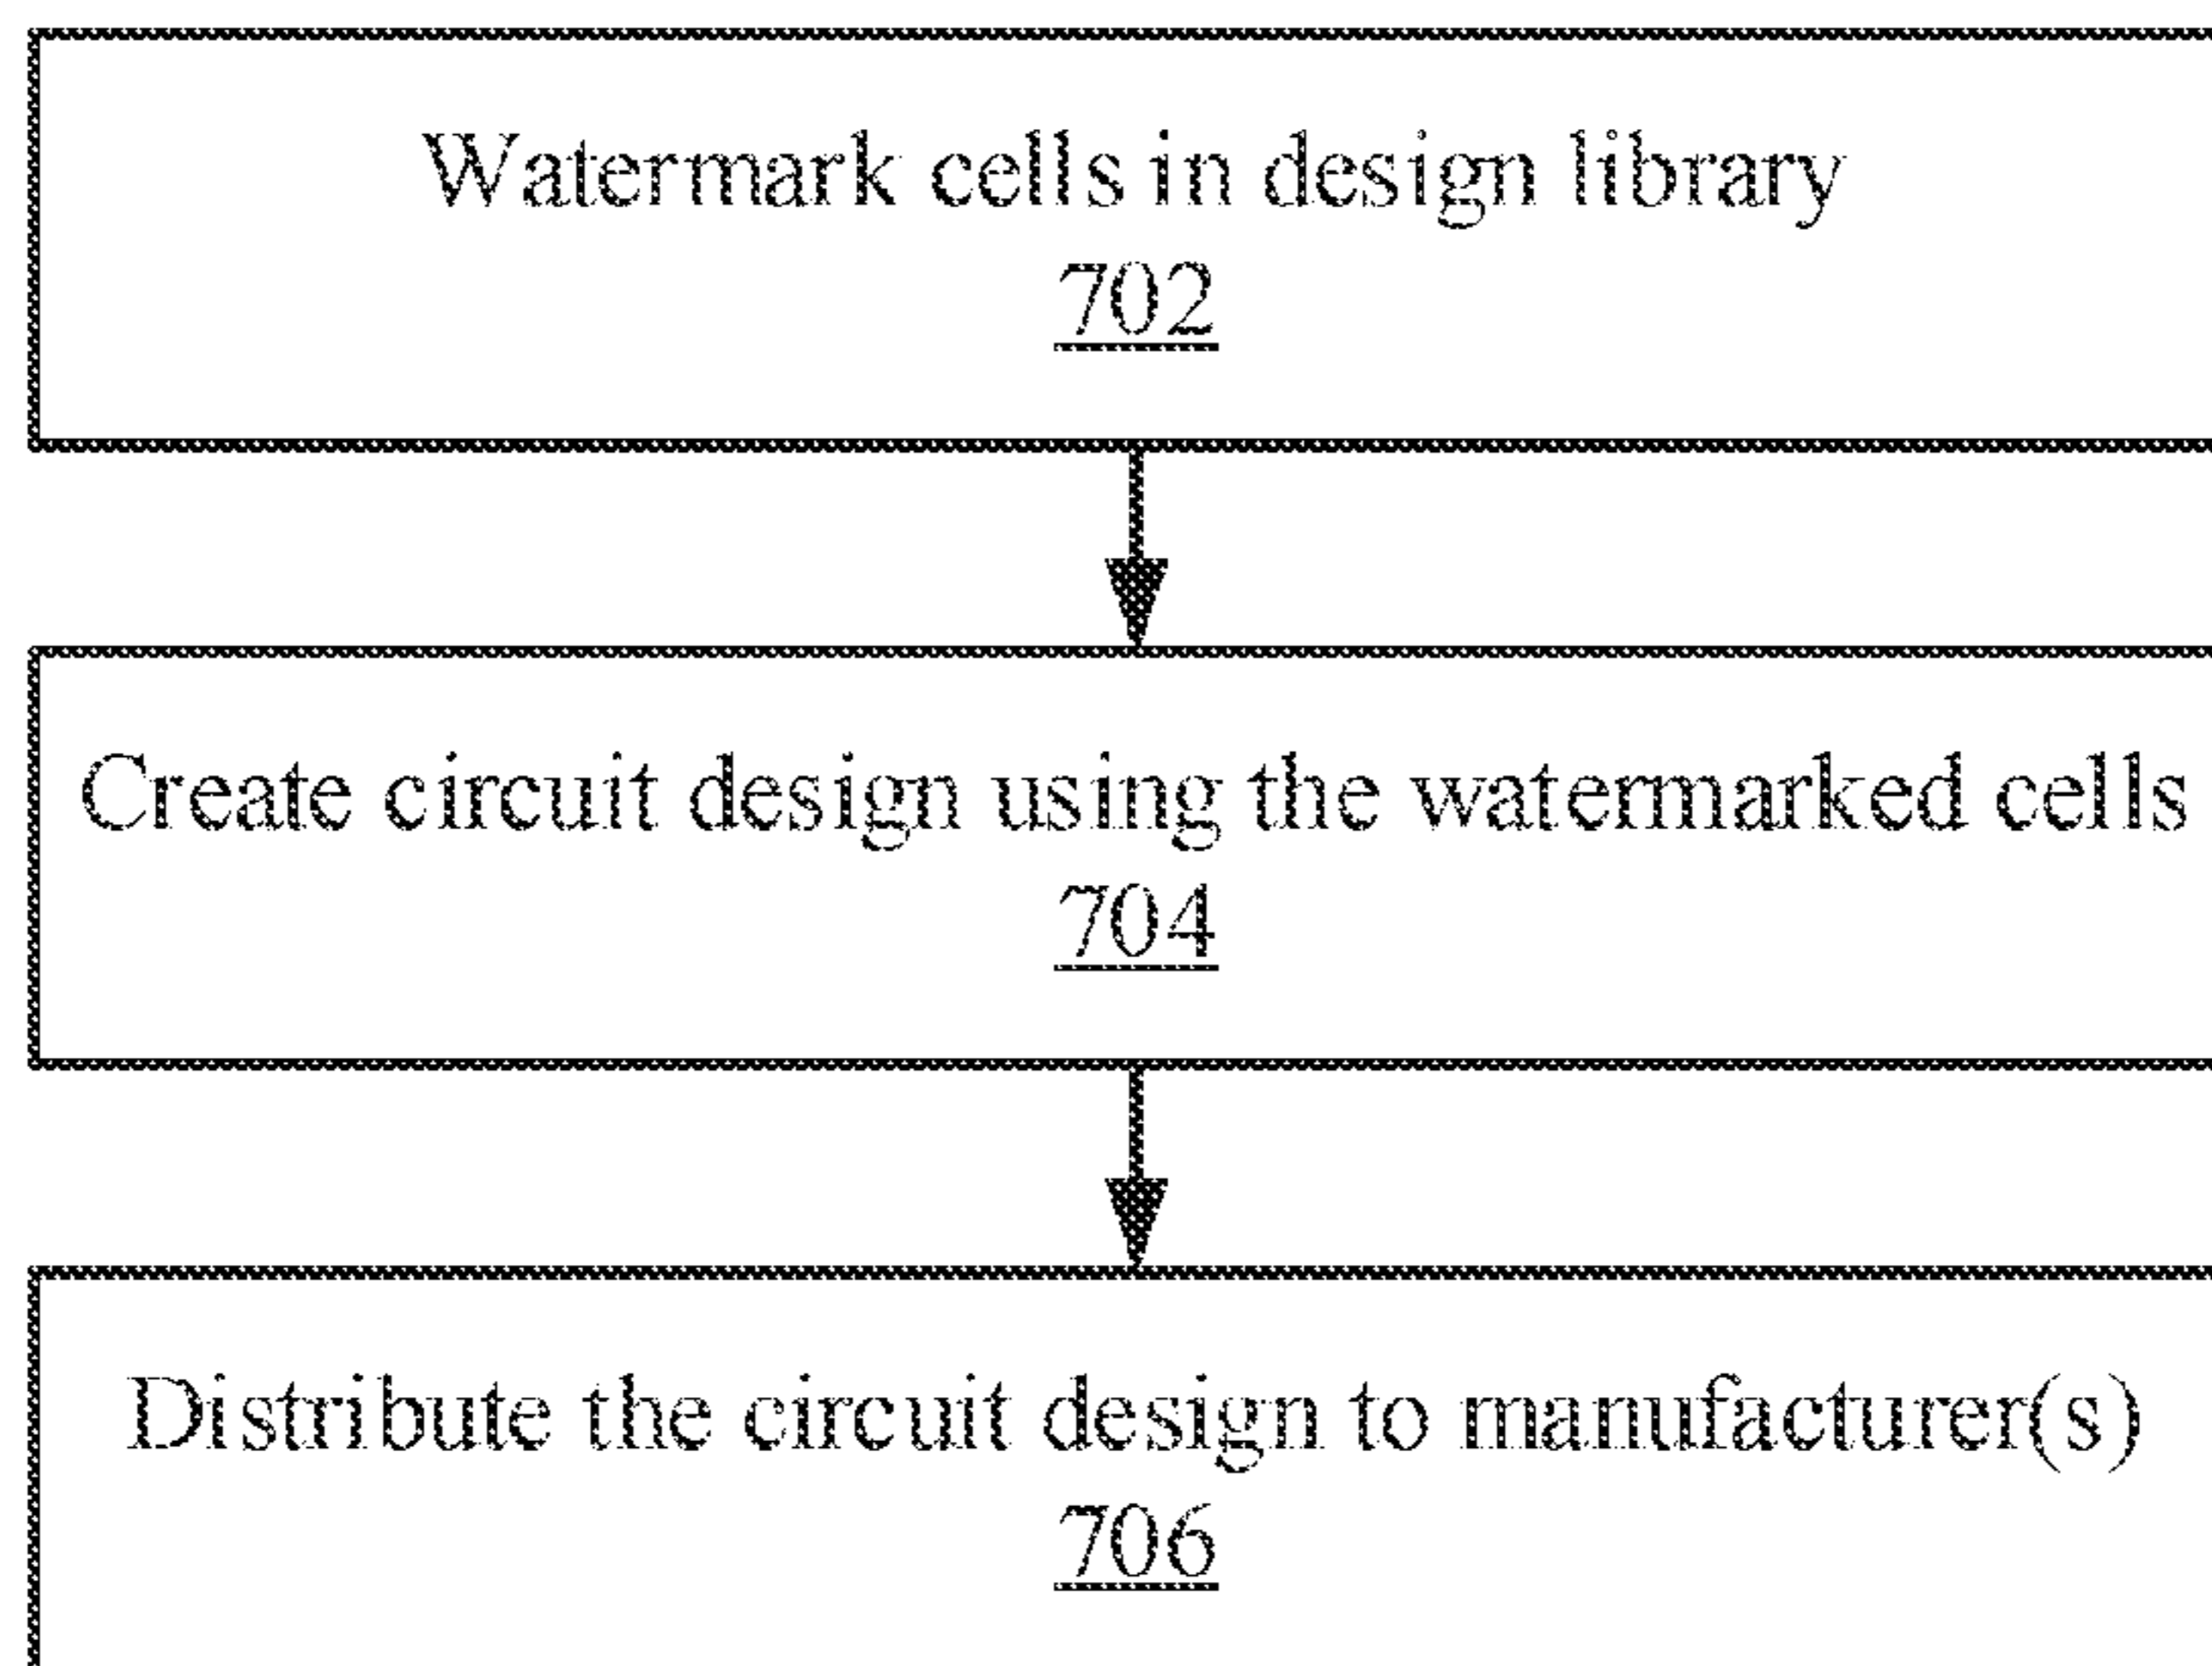 Watermark cells in design library
702
Create circuit design using the watermarked cells
704
Distribute the circuit design to manufacturer(s)
706